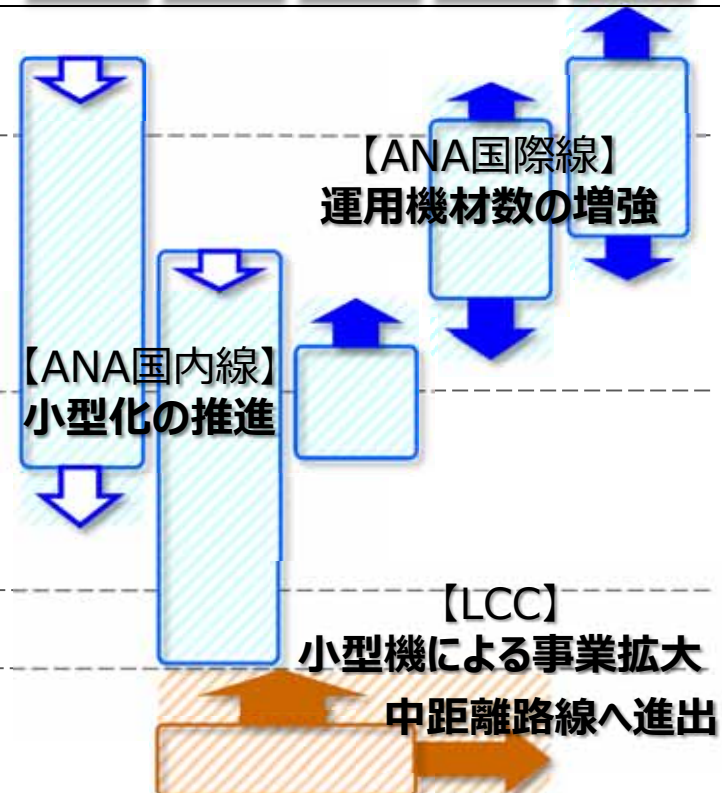 【ANA国際線】
運用機材数の増強
【ANA国内線】
小型化の推進
【LCC】
小型機による事業拡大
中距離路線へ進出